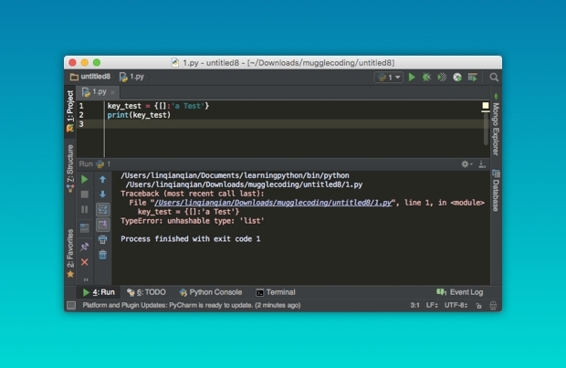 1.py - untitled8 - [~/Downloads/mugglecoding/untitled8]
untitled8 1.py 1
1.py
1: Project
1 key_test = {[]:'a Test'}
2 print(key_test)
3
Mongo Explorer
Z: Structure
Run 1
Database
/Users/linqianqian/Documents/learningpython/bin/python
/Users/linqianqian/Downloads/mugglecoding/untitled8/1.py
Traceback (most recent call last):
File "/Users/linqianqian/Downloads/mugglecoding/untitled8/1.py", line 1, in <module>
key_test = {[]:'a Test'}
TypeError: unhashable type: 'list'
Process finished with exit code 1
2: Favorites
4: Run 6: TODO Python Console Terminal Event Log
Platform and Plugin Updates: PyCharm is ready to update. (2 minutes ago) 3:1 LF: UTF-8: